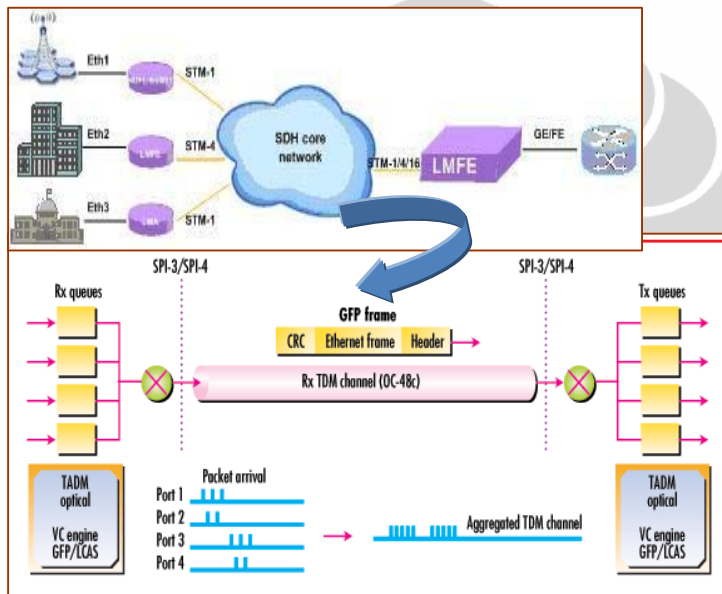 Eth1
STM-1
Eth2
LMFE
STM-4
SDH core
network
STM-1/4/16
LMFE
GE/FE
Eth3
STM-1
SPI-3/SPI-4
SPI-3/SPI-4
Rx queues
Tx queues
GFP frame
CRC
Ethernet frame
Header
Rx TDM channel (OC-48c)
TADM
optical
VC engine
GFP/LCAS
Packet arrival
Port 1
Port 2
Port 3
Port 4
Aggregated TDM channel
TADM
optical
VC engine
GFP/LCAS